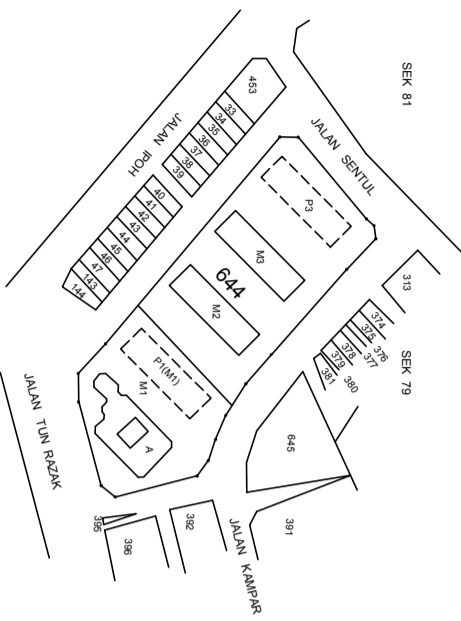 SEK 81
JALAN SENTUL
453
33
34
35
36
37
38
39
JALAN IPOH
40
41
42
43
44
45
46
47
143
144
P3
M3
644
M2
P1(M1)
M1
A
313
374
375
376
377
378
379
380
381
SEK 79
645
391
JALAN KAMPAR
392
395
396
JALAN TUN RAZAK